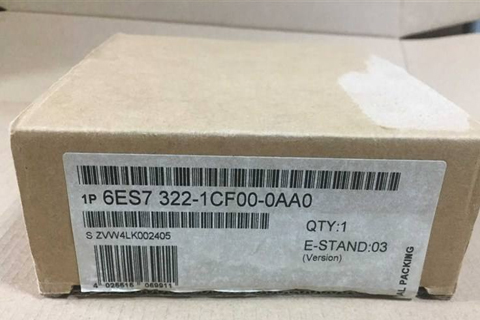 1P 6ES7 322-1CF00-0AA0
S ZVW4LK002405
QTY:1
E-STAND:03
(Version)
AL PACKING